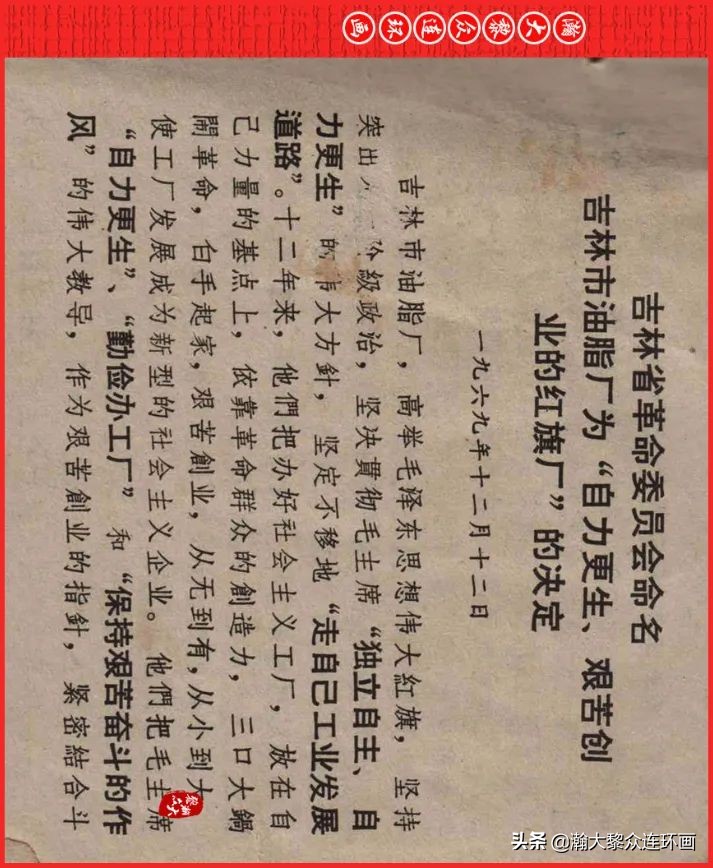 瀚大黎众连环画
吉林省革命委员会命名
吉林市油脂厂为“自力更生、艰苦创
业的红旗厂”的决定
一九六九年十二月十二日
吉林市油脂厂，高举毛泽东思想伟大紅旗，坚持
突出 級政治，坚决貫彻毛主席“独立自主、自
力更生”的伟大方針，坚定不移地“走自己工业发展
道路”。十二年来，他們把办好社会主义工厂，放在自
己力量的基点上，依靠革命群众的創造力，三口大鍋
鬧革命，白手起家，艰苦創业，从无到有，从小到大
使工厂发展成为新型的社会主义企业。他們把毛主席
“自力更生”、“勤俭办工厂”和“保持艰苦奋斗的作
风”的伟大教导，作为艰苦創业的指針，紧密結合斗
头条 @瀚大黎众连环画